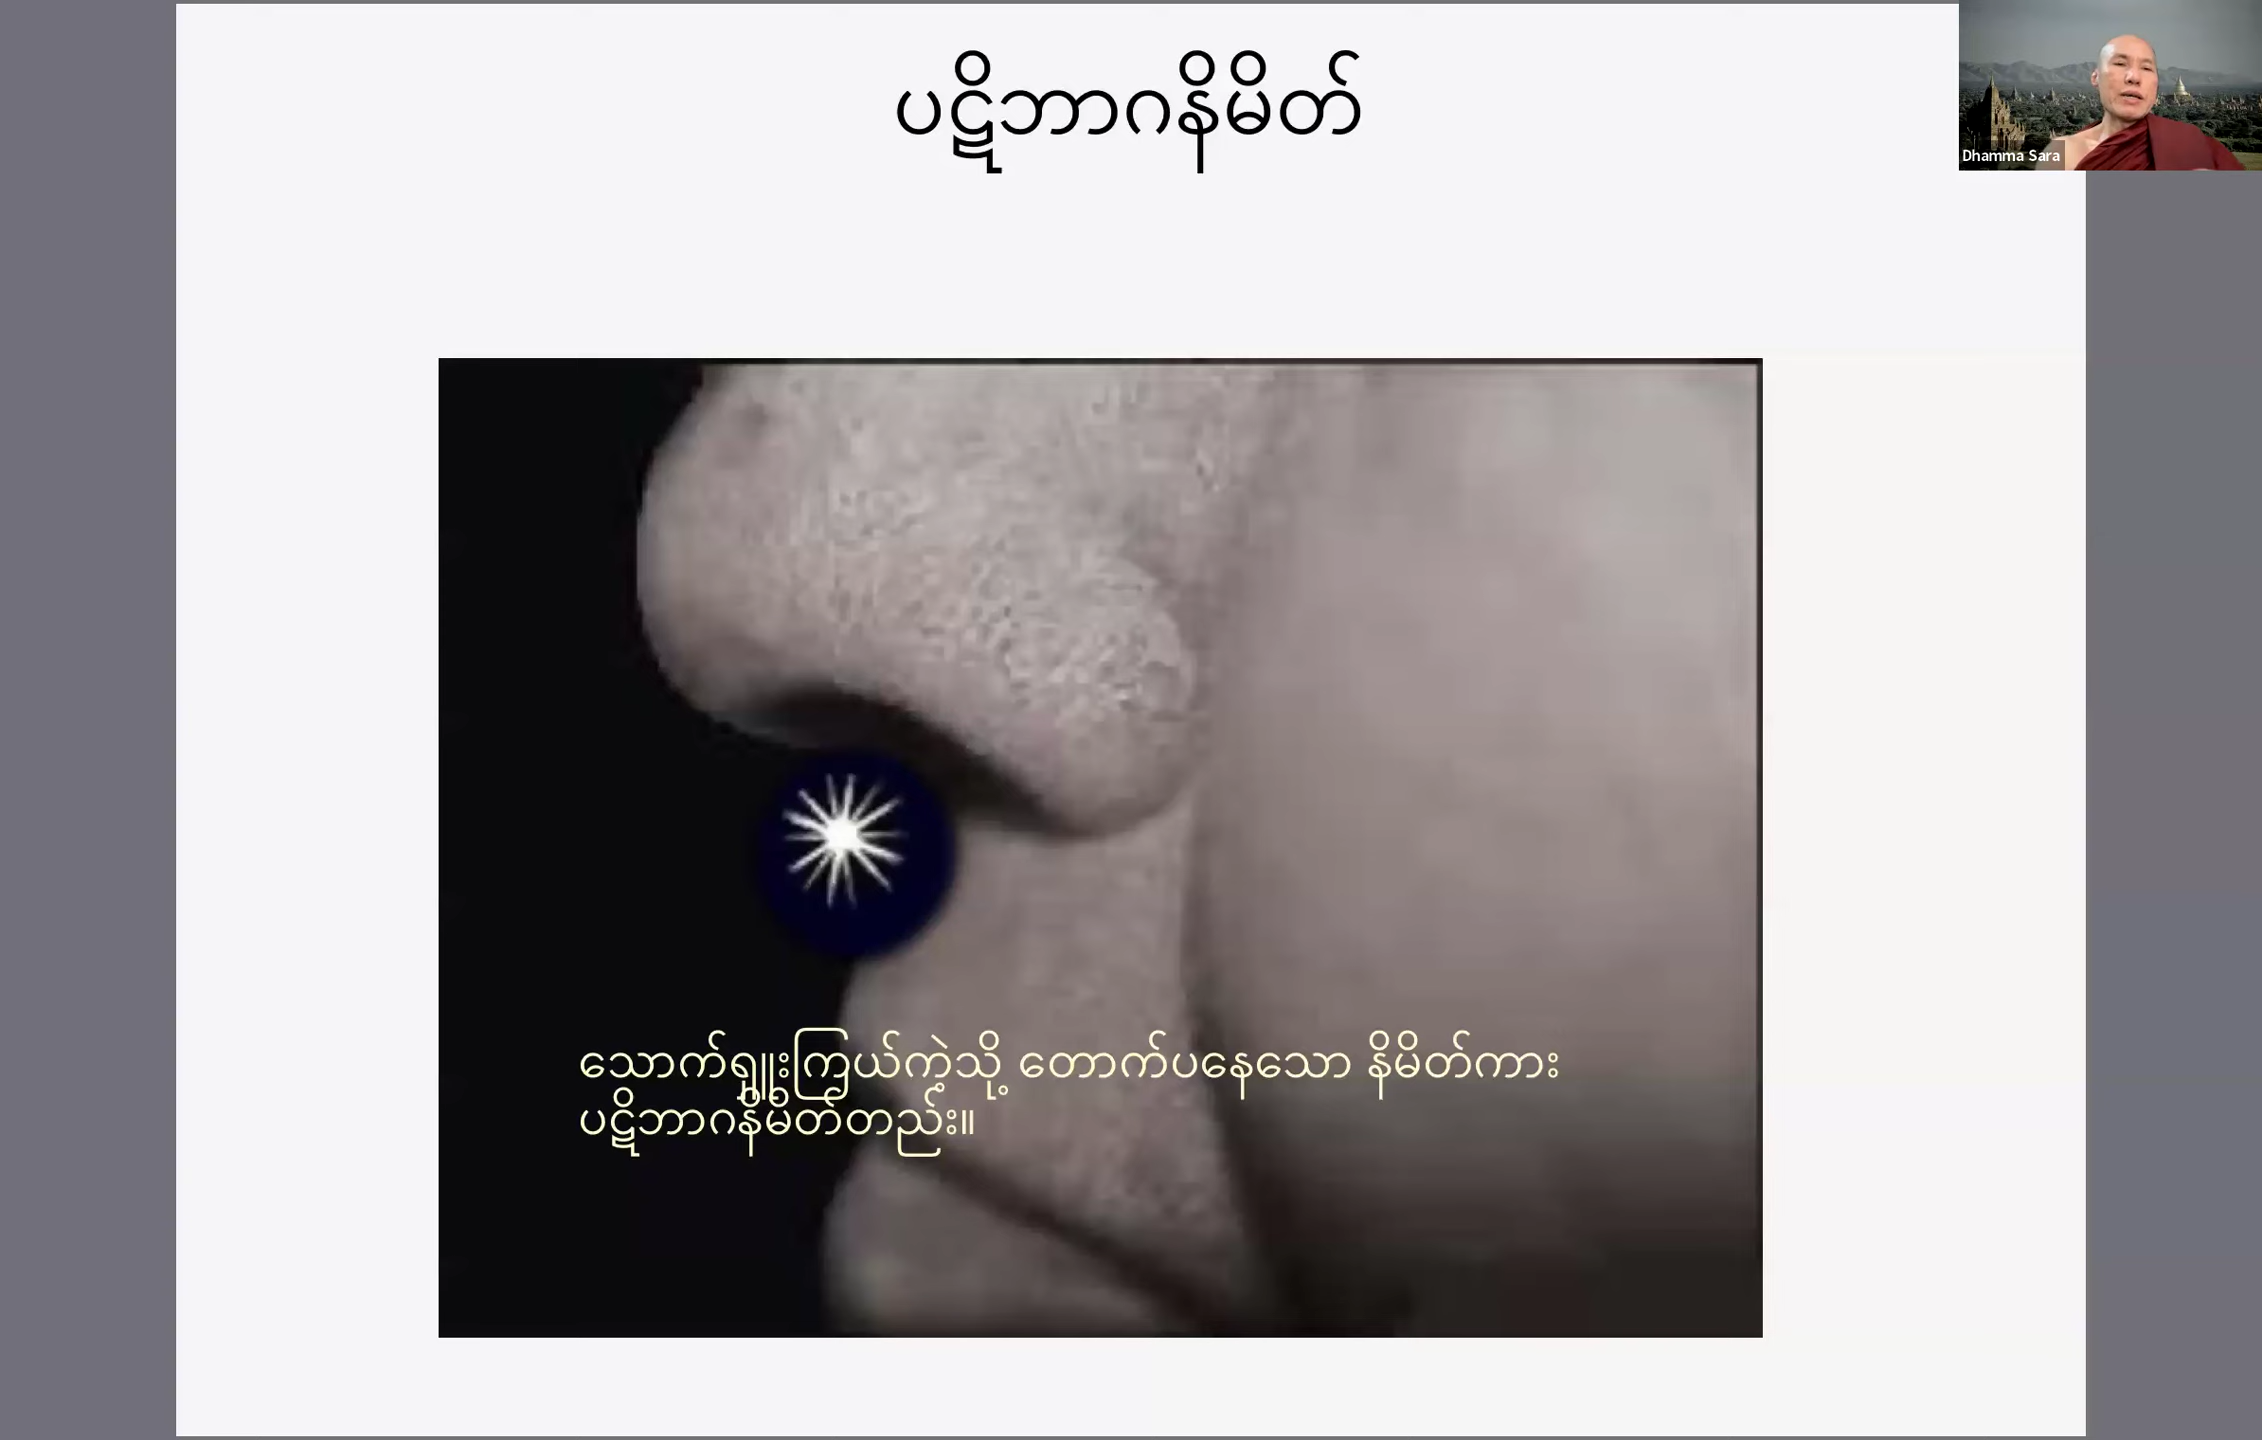 ပဋိဘာဂနိမိတ်
Dhamma Sara
သောက်ရှူးကြယ်ကဲ့သို့ တောက်ပနေသော နိမိတ်ကား
ပဋိဘာဂနိမိတ်တည်း။